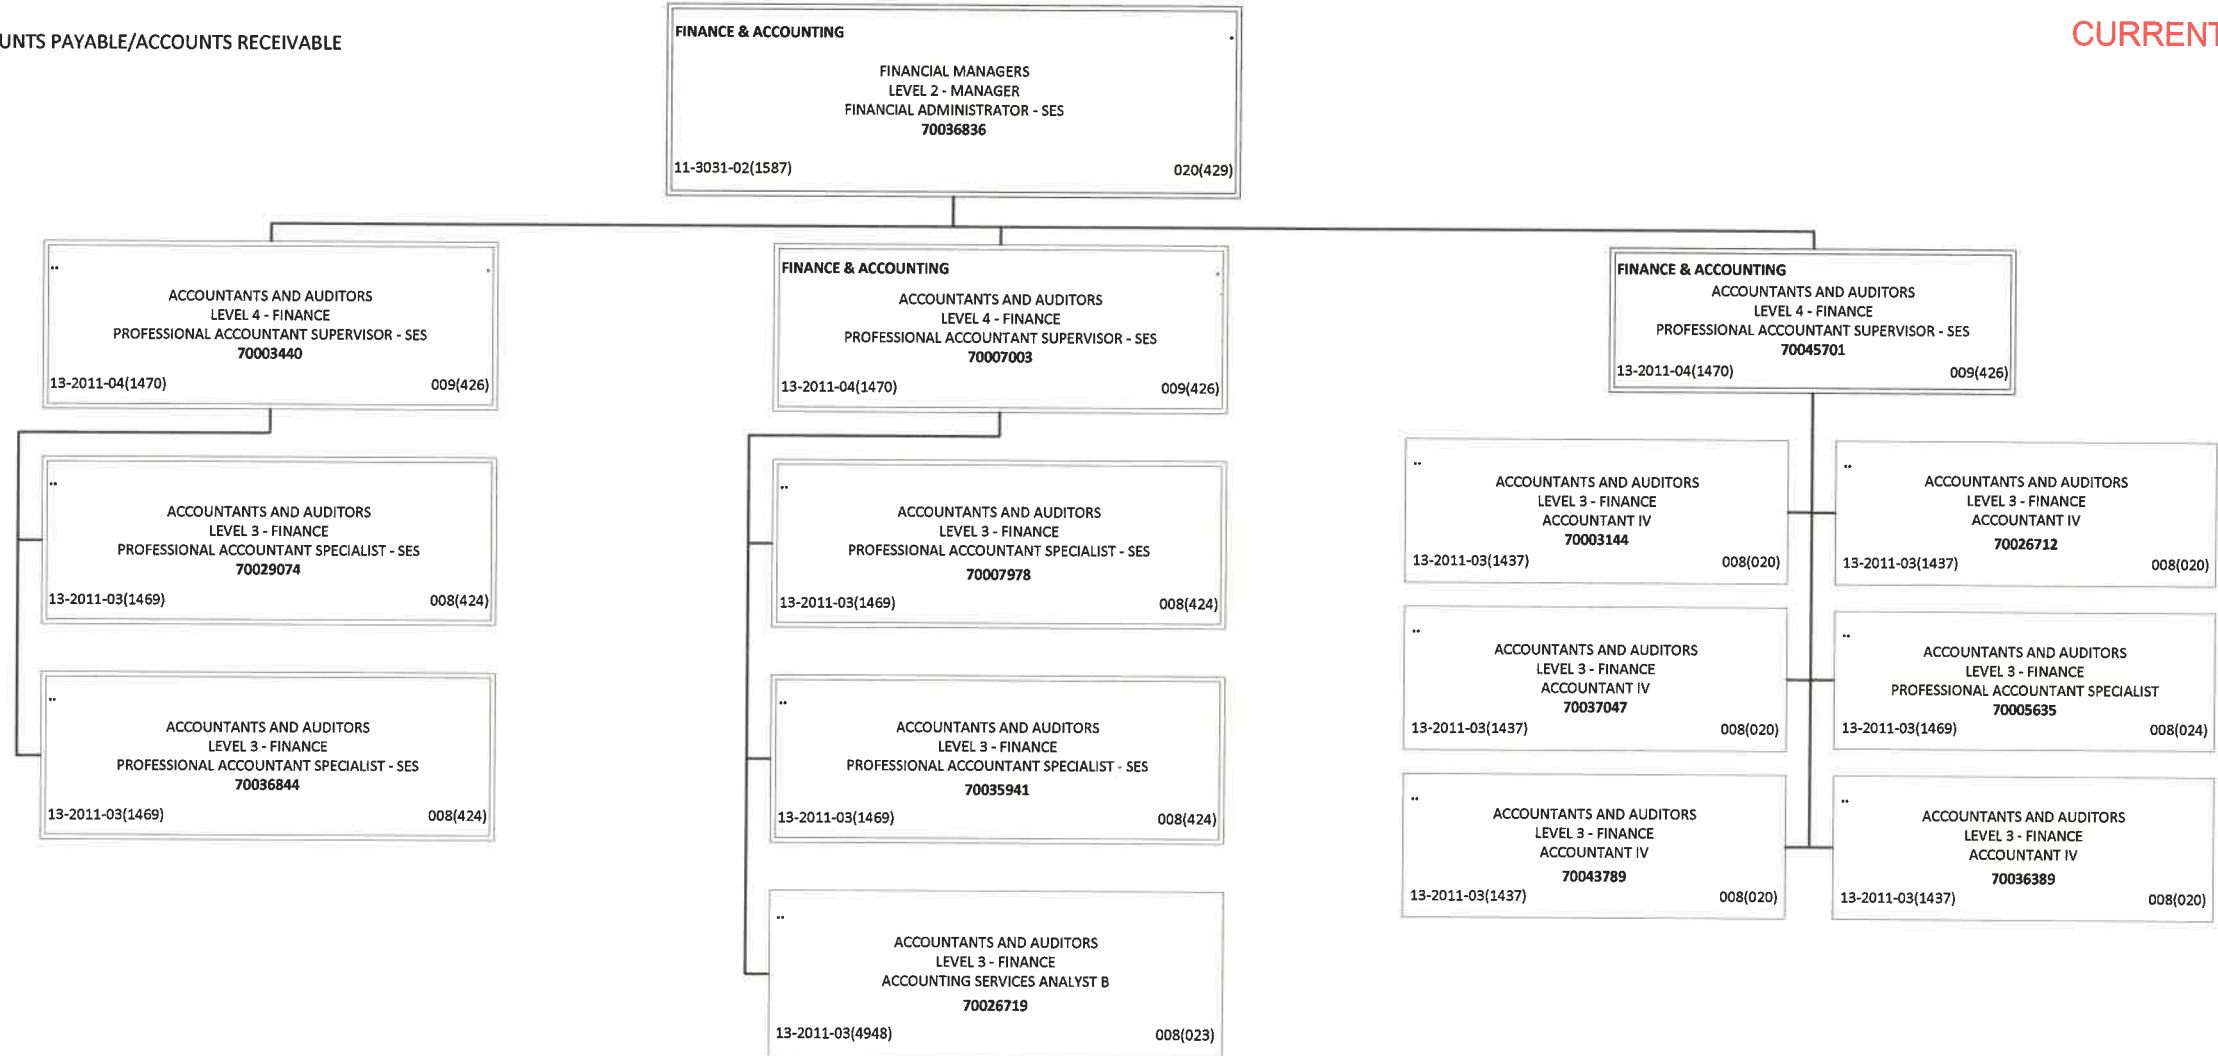 UNTS PAYABLE/ACCOUNTS RECEIVABLE
CURRENT
FINANCE & ACCOUNTING
FINANCIAL MANAGERS
LEVEL 2 - MANAGER
FINANCIAL ADMINISTRATOR - SES
70036836
11-3031-02(1587) 020(429)
..
ACCOUNTANTS AND AUDITORS
LEVEL 4 - FINANCE
PROFESSIONAL ACCOUNTANT SUPERVISOR - SES
70003440
13-2011-04(1470) 009(426)
FINANCE & ACCOUNTING
ACCOUNTANTS AND AUDITORS
LEVEL 4 - FINANCE
PROFESSIONAL ACCOUNTANT SUPERVISOR - SES
70007003
13-2011-04(1470) 009(426)
FINANCE & ACCOUNTING
ACCOUNTANTS AND AUDITORS
LEVEL 4 - FINANCE
PROFESSIONAL ACCOUNTANT SUPERVISOR - SES
70045701
13-2011-04(1470) 009(426)
..
ACCOUNTANTS AND AUDITORS
LEVEL 3 - FINANCE
PROFESSIONAL ACCOUNTANT SPECIALIST - SES
70029074
13-2011-03(1469) 008(424)
..
ACCOUNTANTS AND AUDITORS
LEVEL 3 - FINANCE
PROFESSIONAL ACCOUNTANT SPECIALIST - SES
70036844
13-2011-03(1469) 008(424)
..
ACCOUNTANTS AND AUDITORS
LEVEL 3 - FINANCE
PROFESSIONAL ACCOUNTANT SPECIALIST - SES
70007978
13-2011-03(1469) 008(424)
..
ACCOUNTANTS AND AUDITORS
LEVEL 3 - FINANCE
PROFESSIONAL ACCOUNTANT SPECIALIST - SES
70035941
13-2011-03(1469) 008(424)
..
ACCOUNTANTS AND AUDITORS
LEVEL 3 - FINANCE
ACCOUNTING SERVICES ANALYST B
70026719
13-2011-03(4948) 008(023)
..
ACCOUNTANTS AND AUDITORS
LEVEL 3 - FINANCE
ACCOUNTANT IV
70003144
13-2011-03(1437) 008(020)
..
ACCOUNTANTS AND AUDITORS
LEVEL 3 - FINANCE
ACCOUNTANT IV
70026712
13-2011-03(1437) 008(020)
..
ACCOUNTANTS AND AUDITORS
LEVEL 3 - FINANCE
ACCOUNTANT IV
70037047
13-2011-03(1437) 008(020)
..
ACCOUNTANTS AND AUDITORS
LEVEL 3 - FINANCE
PROFESSIONAL ACCOUNTANT SPECIALIST
70005635
13-2011-03(1469) 008(024)
..
ACCOUNTANTS AND AUDITORS
LEVEL 3 - FINANCE
ACCOUNTANT IV
70043789
13-2011-03(1437) 008(020)
..
ACCOUNTANTS AND AUDITORS
LEVEL 3 - FINANCE
ACCOUNTANT IV
70036389
13-2011-03(1437) 008(020)